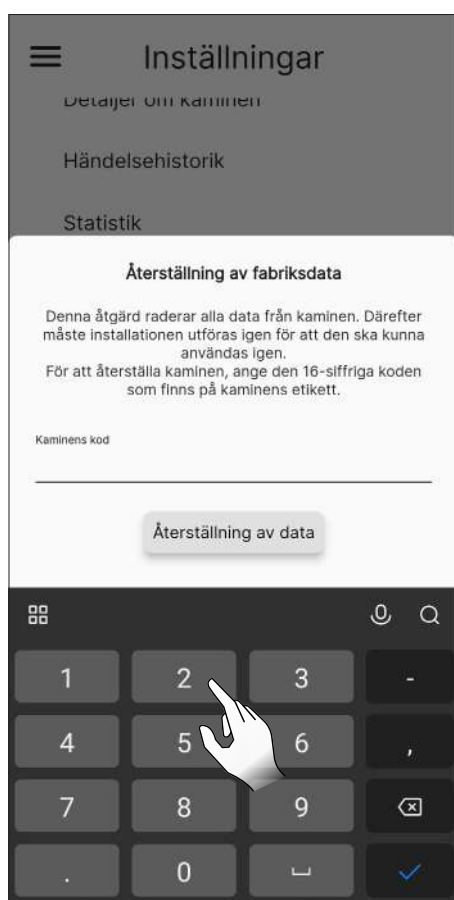 Inställningar
Detaljer om kaminen
Händelsehistorik
Statistik
Återställning av fabriksdata
Denna åtgärd raderar alla data från kaminen. Därefter
måste installationen utföras igen för att den ska kunna
användas igen.
För att återställa kaminen, ange den 16-siffriga koden
som finns på kaminens etikett.
Kaminens kod
Återställning av data
1 2 3 -
4 5 6 ,
7 8 9
. 0